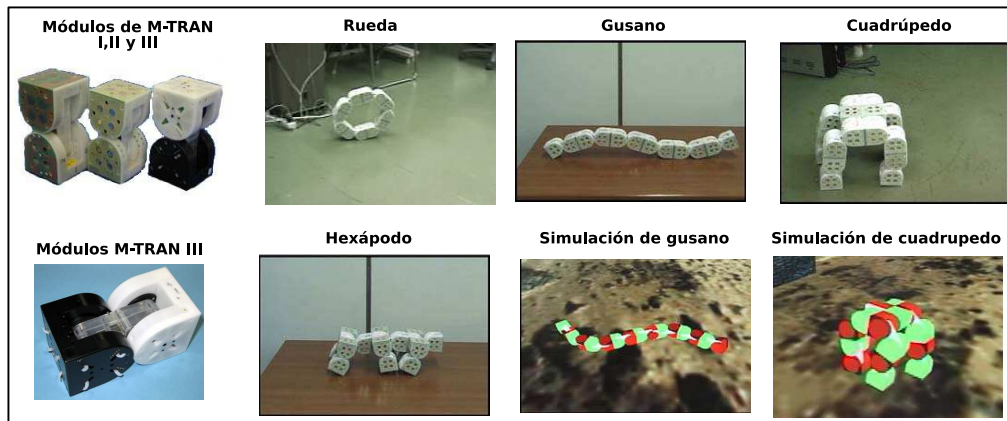 Módulos de M-TRAN
I,II y III
Rueda
Gusano
Cuadrúpedo
Módulos M-TRAN III
Hexápodo
Simulación de gusano
Simulación de cuadrupedo